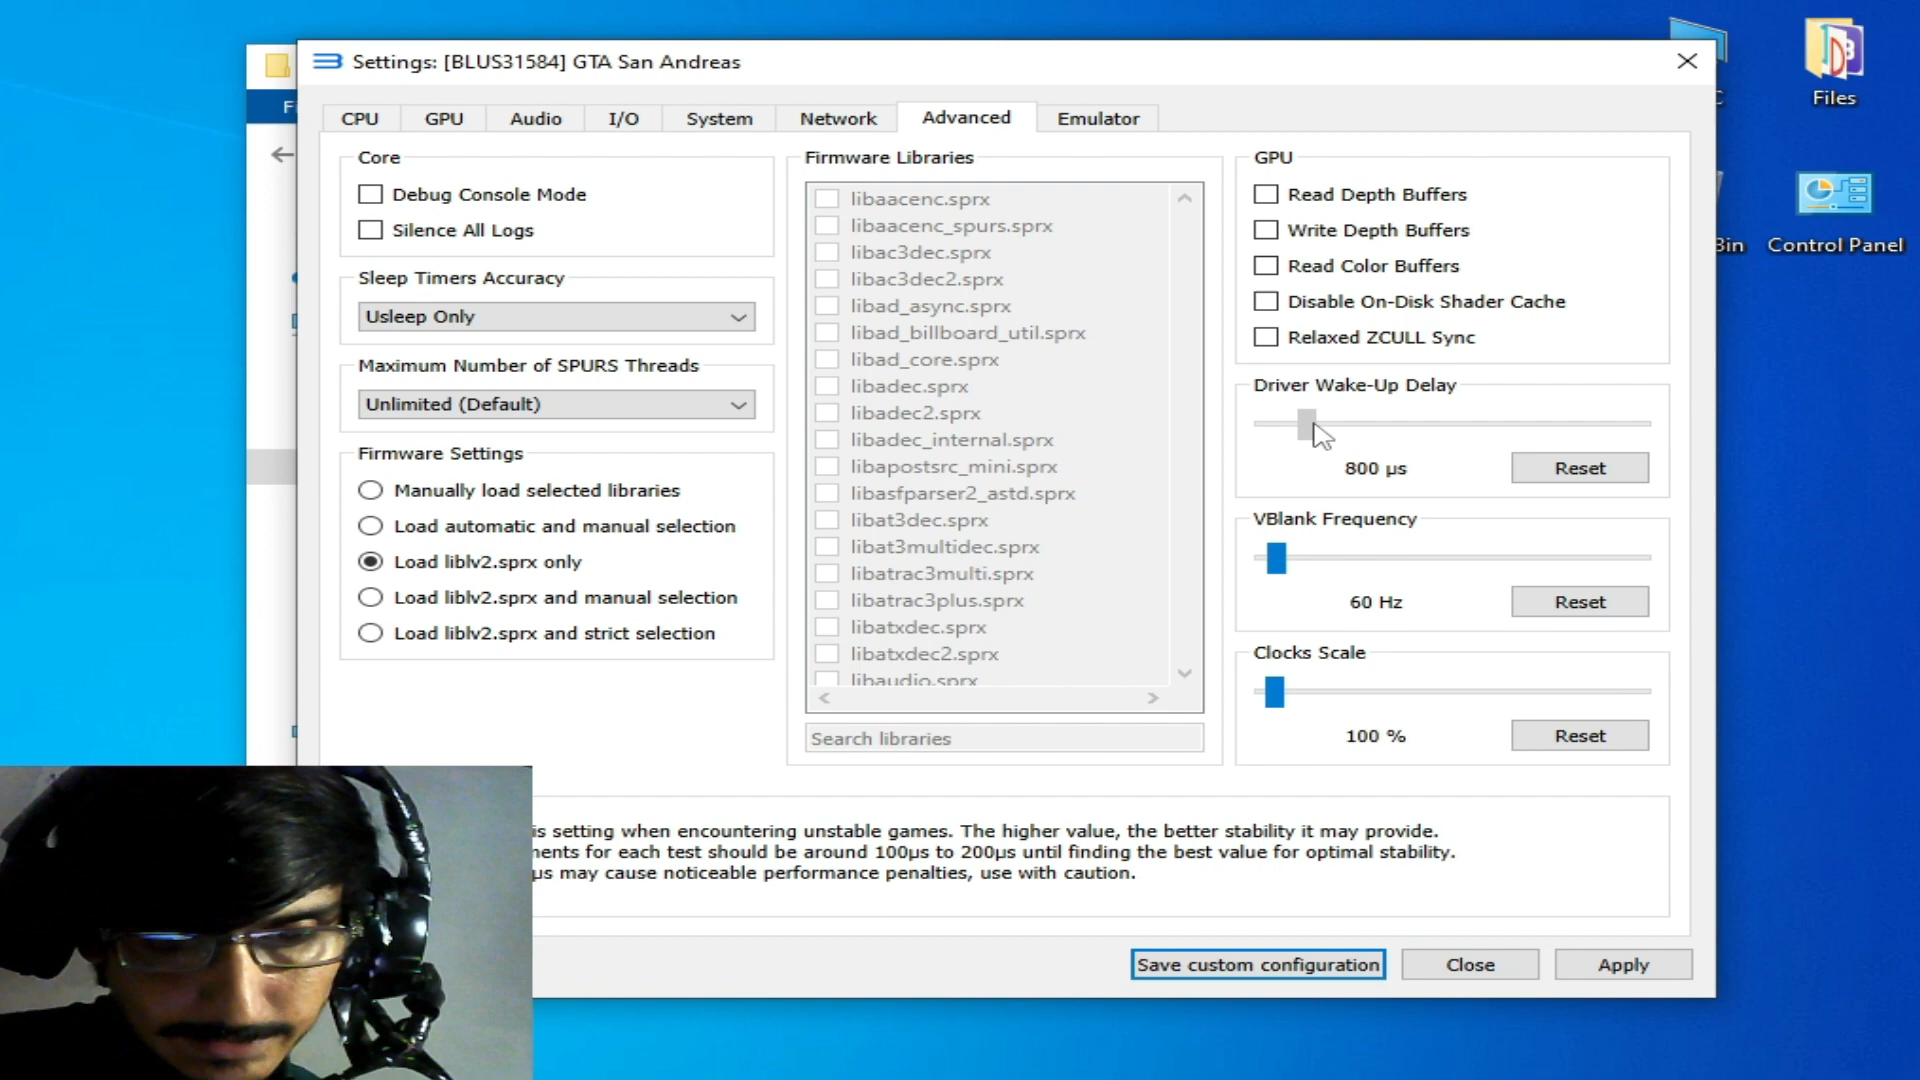 Settings: [BLUS31584] GTA San Andreas
Files
CPU
GPU
Audio
I/O
System
Network
Advanced
Emulator
Core
Debug Console Mode
Silence All Logs
Sleep Timers Accuracy
Usleep Only
Maximum Number of SPURS Threads
Unlimited (Default)
Firmware Settings
Manually load selected libraries
Load automatic and manual selection
Load liblv2.sprx only
Load liblv2.sprx and manual selection
Load liblv2.sprx and strict selection
Firmware Libraries
libaacenc.sprx
libaacenc_spurs.sprx
libac3dec.sprx
libac3dec2.sprx
libad_async.sprx
libad_billboard_util.sprx
libad_core.sprx
libadec.sprx
libadec2.sprx
libadec_internal.sprx
libapostsrc_mini.sprx
libasfparser2_astd.sprx
libat3dec.sprx
libat3multidec.sprx
libatrac3multi.sprx
libatrac3plus.sprx
libatxdec.sprx
libatxdec2.sprx
libaudio.sprx
Search libraries
GPU
Read Depth Buffers
Write Depth Buffers
Read Color Buffers
Disable On-Disk Shader Cache
Relaxed ZCULL Sync
Driver Wake-Up Delay
800 µs
Reset
VBlank Frequency
60 Hz
Reset
Clocks Scale
100 %
Reset
Bin
Control Panel
is setting when encountering unstable games. The higher value, the better stability it may provide.
ments for each test should be around 100µs to 200µs until finding the best value for optimal stability.
µs may cause noticeable performance penalties, use with caution.
Save custom configuration
Close
Apply